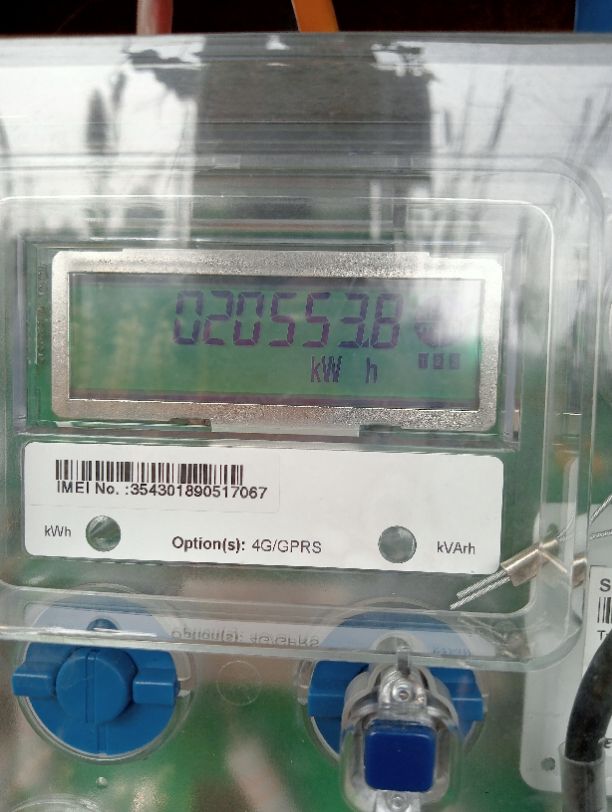 020553.8
kW h
IMEI No. :354301890517067
kWh
Option(s): 4G/GPRS
kVArh
S
T
E